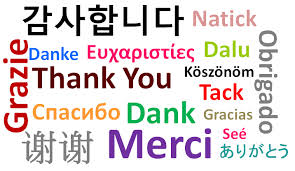 감사합니다
Natick
Danke
Ευχαριστίες
Dalu
Grazie
Thank You
Köszönöm
Obrigado
Tack
Спасибо
Dank
Gracias
谢谢
Merci
Seé
ありがとう